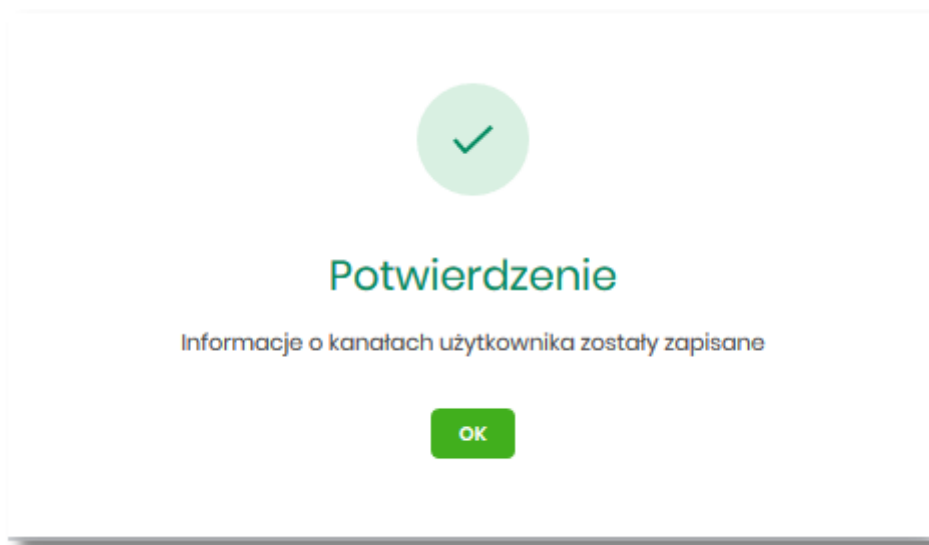 Potwierdzenie
Informacje o kanałach użytkownika zostały zapisane
OK